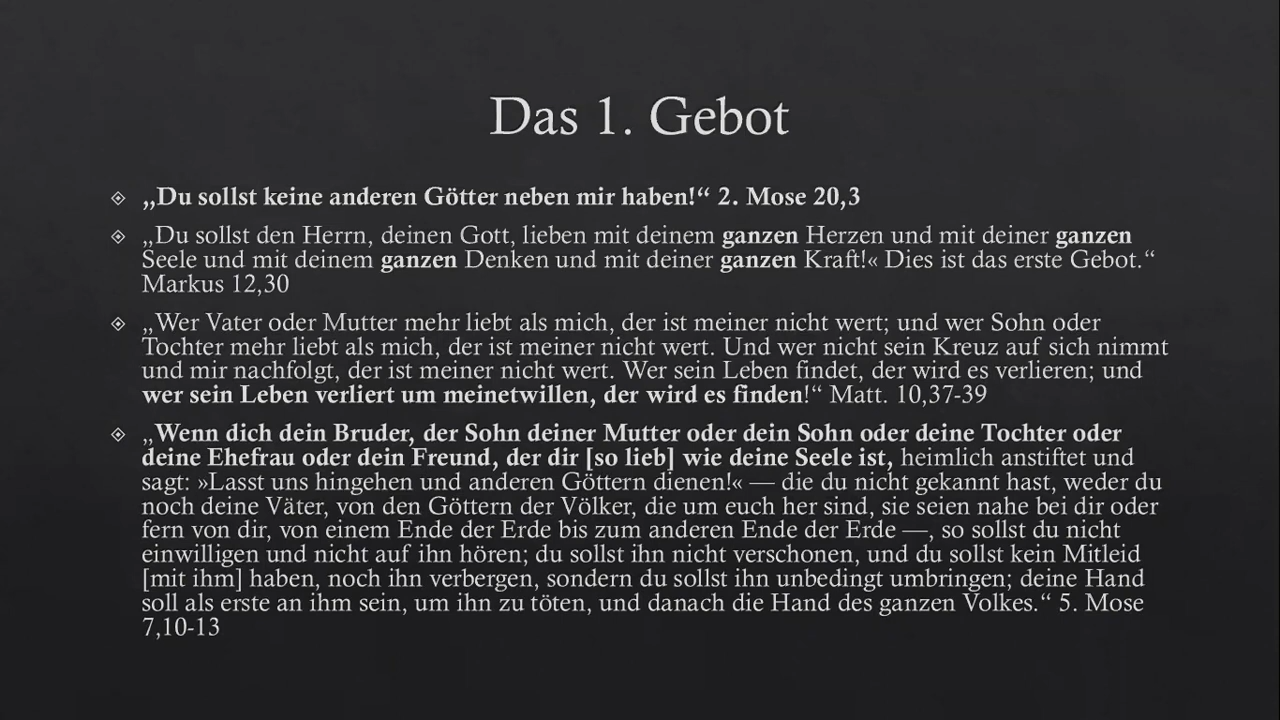 Das 1. Gebot
„Du sollst keine anderen Götter neben mir haben!“ 2. Mose 20,3
„Du sollst den Herrn, deinen Gott, lieben mit deinem ganzen Herzen und mit deiner ganzen
Seele und mit deinem ganzen Denken und mit deiner ganzen Kraft!« Dies ist das erste Gebot.“
Markus 12,30
„Wer Vater oder Mutter mehr liebt als mich, der ist meiner nicht wert; und wer Sohn oder
Tochter mehr liebt als mich, der ist meiner nicht wert. Und wer nicht sein Kreuz auf sich nimmt
und mir nachfolgt, der ist meiner nicht wert. Wer sein Leben findet, der wird es verlieren; und
wer sein Leben verliert um meinetwillen, der wird es finden!“ Matt. 10,37-39
„Wenn dich dein Bruder, der Sohn deiner Mutter oder dein Sohn oder deine Tochter oder
deine Ehefrau oder dein Freund, der dir [so lieb] wie deine Seele ist, heimlich anstiftet und
sagt: »Lasst uns hingehen und anderen Göttern dienen!« — die du nicht gekannt hast, weder du
noch deine Väter, von den Göttern der Völker, die um euch her sind, sie seien nahe bei dir oder
fern von dir, von einem Ende der Erde bis zum anderen Ende der Erde —, so sollst du nicht
einwilligen und nicht auf ihn hören; du sollst ihn nicht verschonen, und du sollst kein Mitleid
[mit ihm] haben, noch ihn verbergen, sondern du sollst ihn unbedingt umbringen; deine Hand
soll als erste an ihm sein, um ihn zu töten, und danach die Hand des ganzen Volkes.“ 5. Mose
7,10-13